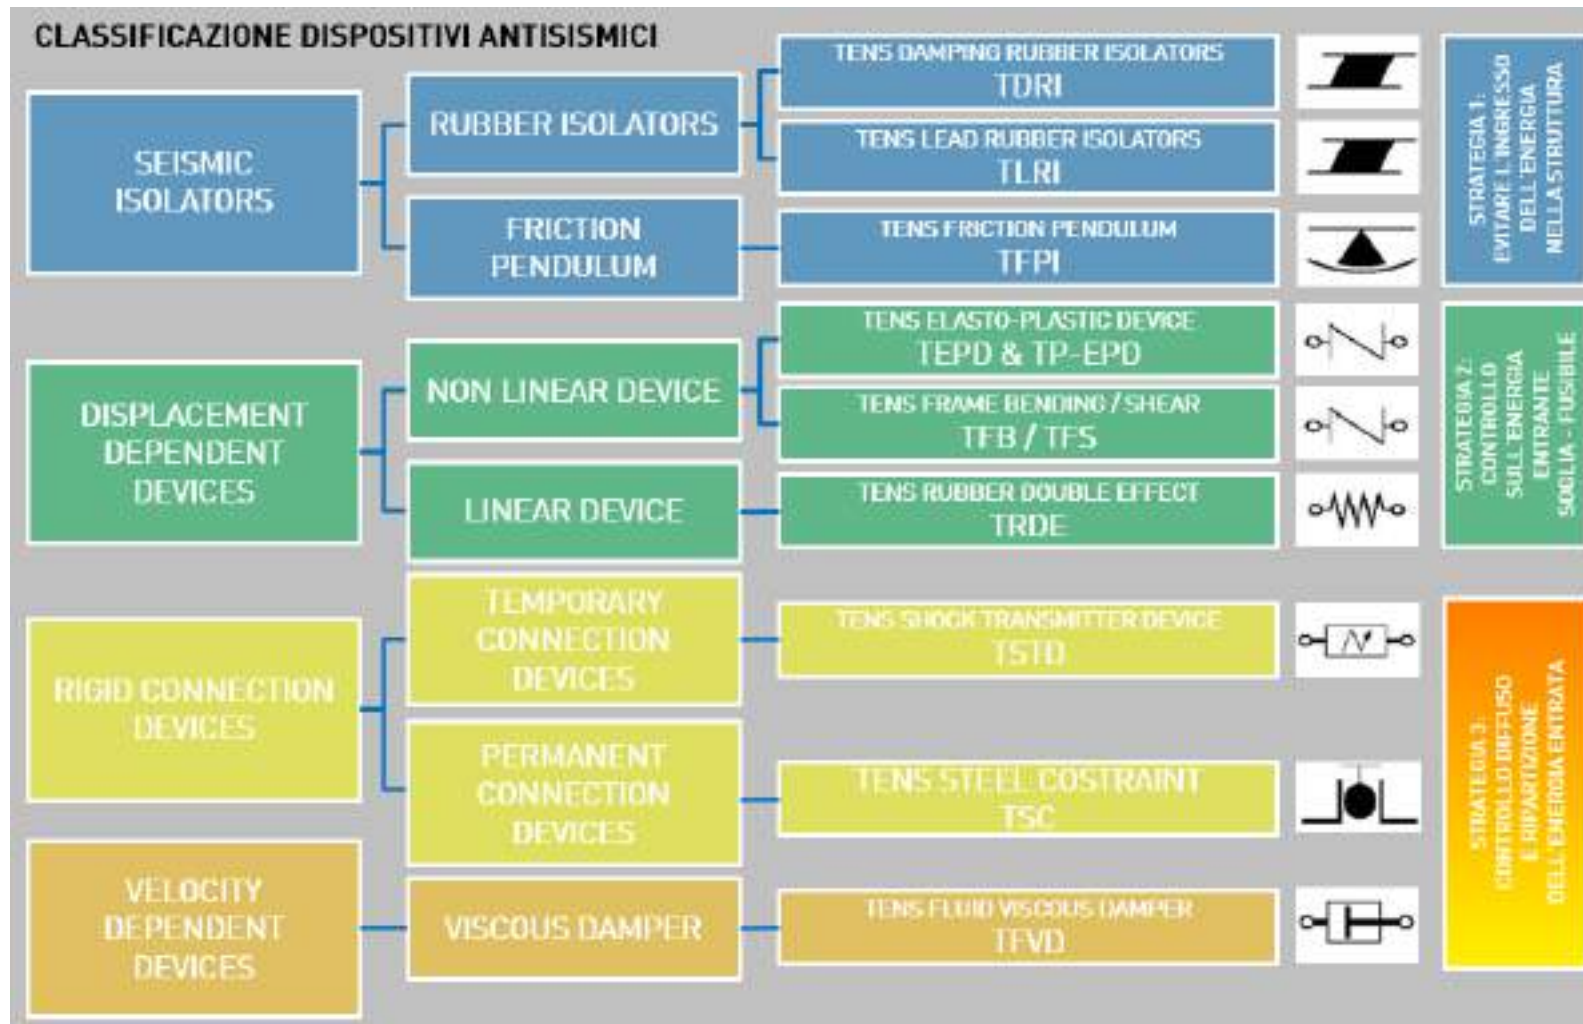 CLASSIFICAZIONE DISPOSITIVI ANTISISMICI
SEISMIC
ISOLATORS
RUBBER ISOLATORS
TENS DAMPING RUBBER ISOLATORS
TDRI
TENS LEAD RUBBER ISOLATORS
TLRI
FRICTION
PENDULUM
TENS FRICTION PENDULUM
TFPI
STRATEGIA 1:
EVITARE L'INGRESSO
DELL'ENERGIA
NELLA STRUTTURA
DISPLACEMENT
DEPENDENT
DEVICES
NON LINEAR DEVICE
TENS ELASTO-PLASTIC DEVICE
TEPD & TP-EPD
TENS FRAME BENDING / SHEAR
TFB / TFS
LINEAR DEVICE
TENS RUBBER DOUBLE EFFECT
TRDE
STRATEGIA 2:
CONTROLLO
SULL'ENERGIA
ENTRANTE
SOGLIA - FUSIBILE
RIGID CONNECTION
DEVICES
TEMPORARY
CONNECTION
DEVICES
TENS SHOCK TRANSMITTER DEVICE
TSTD
PERMANENT
CONNECTION
DEVICES
TENS STEEL COSTRAINT
TSC
VELOCITY
DEPENDENT
DEVICES
VISCOUS DAMPER
TENS FLUID VISCOUS DAMPER
TFVD
STRATEGIA 3:
CONTROLLO DIFFUSO
E RIPARTIZIONE
DELL'ENERGIA ENTRATA